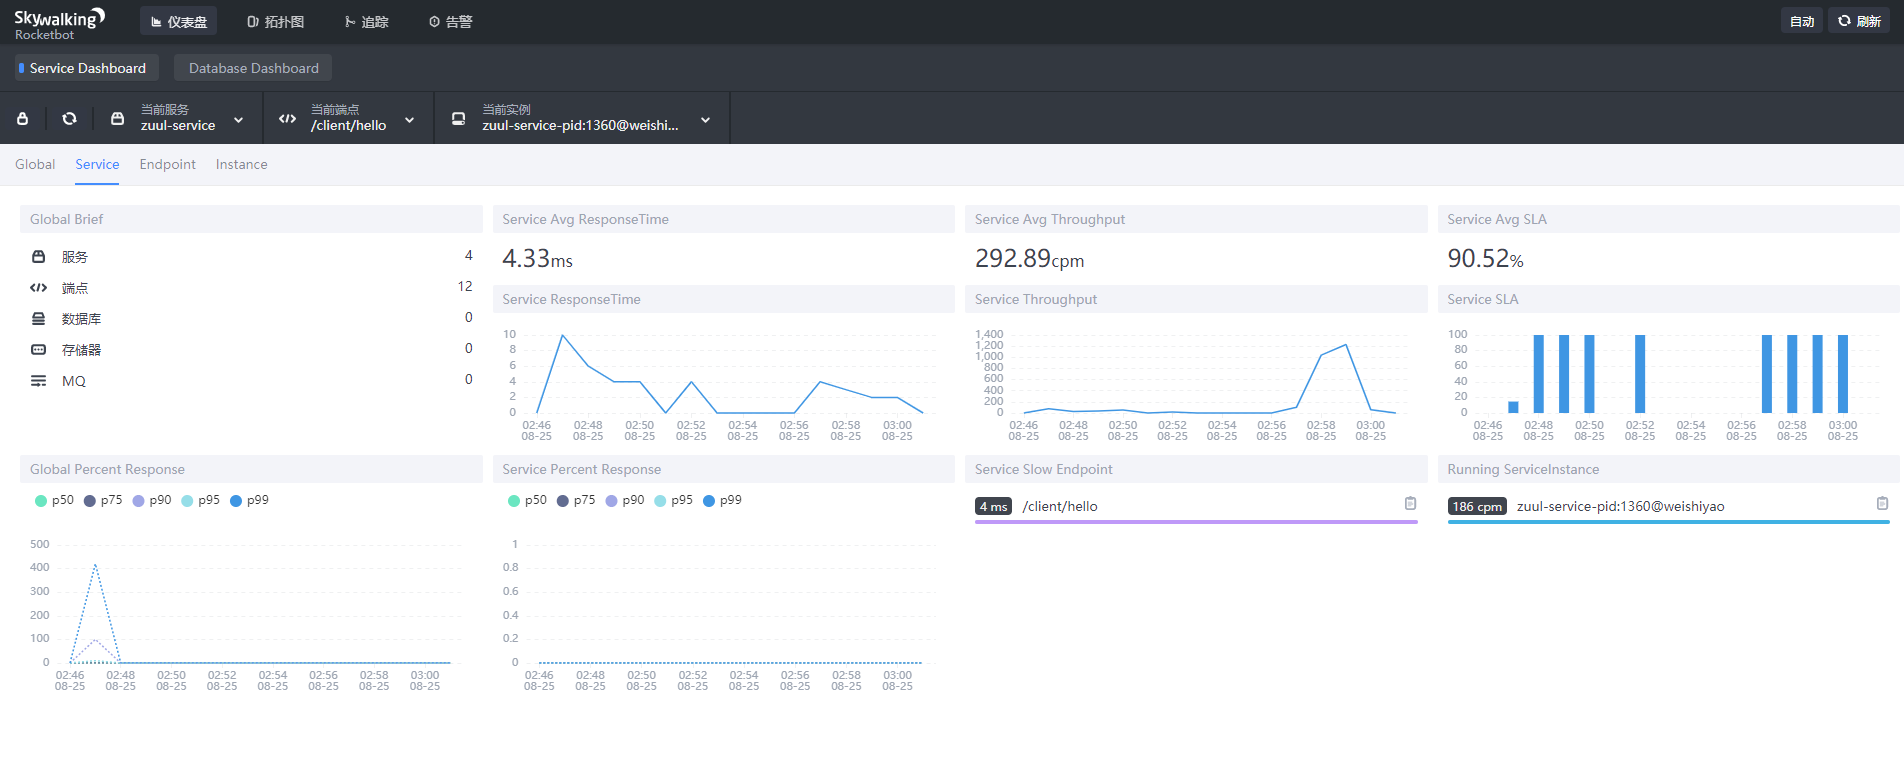 Skywalking
Rocketbot
仪表盘
拓扑图
追踪
告警
自动
刷新
Service Dashboard
Database Dashboard
当前服务
zuul-service
当前端点
/client/hello
当前实例
zuul-service-pid:1360@weishi...
Global
Service
Endpoint
Instance
Global Brief
服务 4
端点 12
数据库 0
存储器 0
MQ 0
Service Avg ResponseTime
4.33ms
Service Avg Throughput
292.89cpm
Service Avg SLA
90.52%
Service ResponseTime
10
8
6
4
2
0
02:46 02:48 02:50 02:52 02:54 02:56 02:58 03:00
08-25 08-25 08-25 08-25 08-25 08-25 08-25 08-25
Service Throughput
1,400
1,200
1,000
800
600
400
200
0
02:46 02:48 02:50 02:52 02:54 02:56 02:58 03:00
08-25 08-25 08-25 08-25 08-25 08-25 08-25 08-25
Service SLA
100
80
60
40
20
0
02:46 02:48 02:50 02:52 02:54 02:56 02:58 03:00
08-25 08-25 08-25 08-25 08-25 08-25 08-25 08-25
Global Percent Response
p50 p75 p90 p95 p99
500
400
300
200
100
0
02:46 02:48 02:50 02:52 02:54 02:56 02:58 03:00
08-25 08-25 08-25 08-25 08-25 08-25 08-25 08-25
Service Percent Response
p50 p75 p90 p95 p99
1
0.8
0.6
0.4
0.2
0
02:46 02:48 02:50 02:52 02:54 02:56 02:58 03:00
08-25 08-25 08-25 08-25 08-25 08-25 08-25 08-25
Service Slow Endpoint
4 ms /client/hello
Running ServiceInstance
186 cpm zuul-service-pid:1360@weishiyao